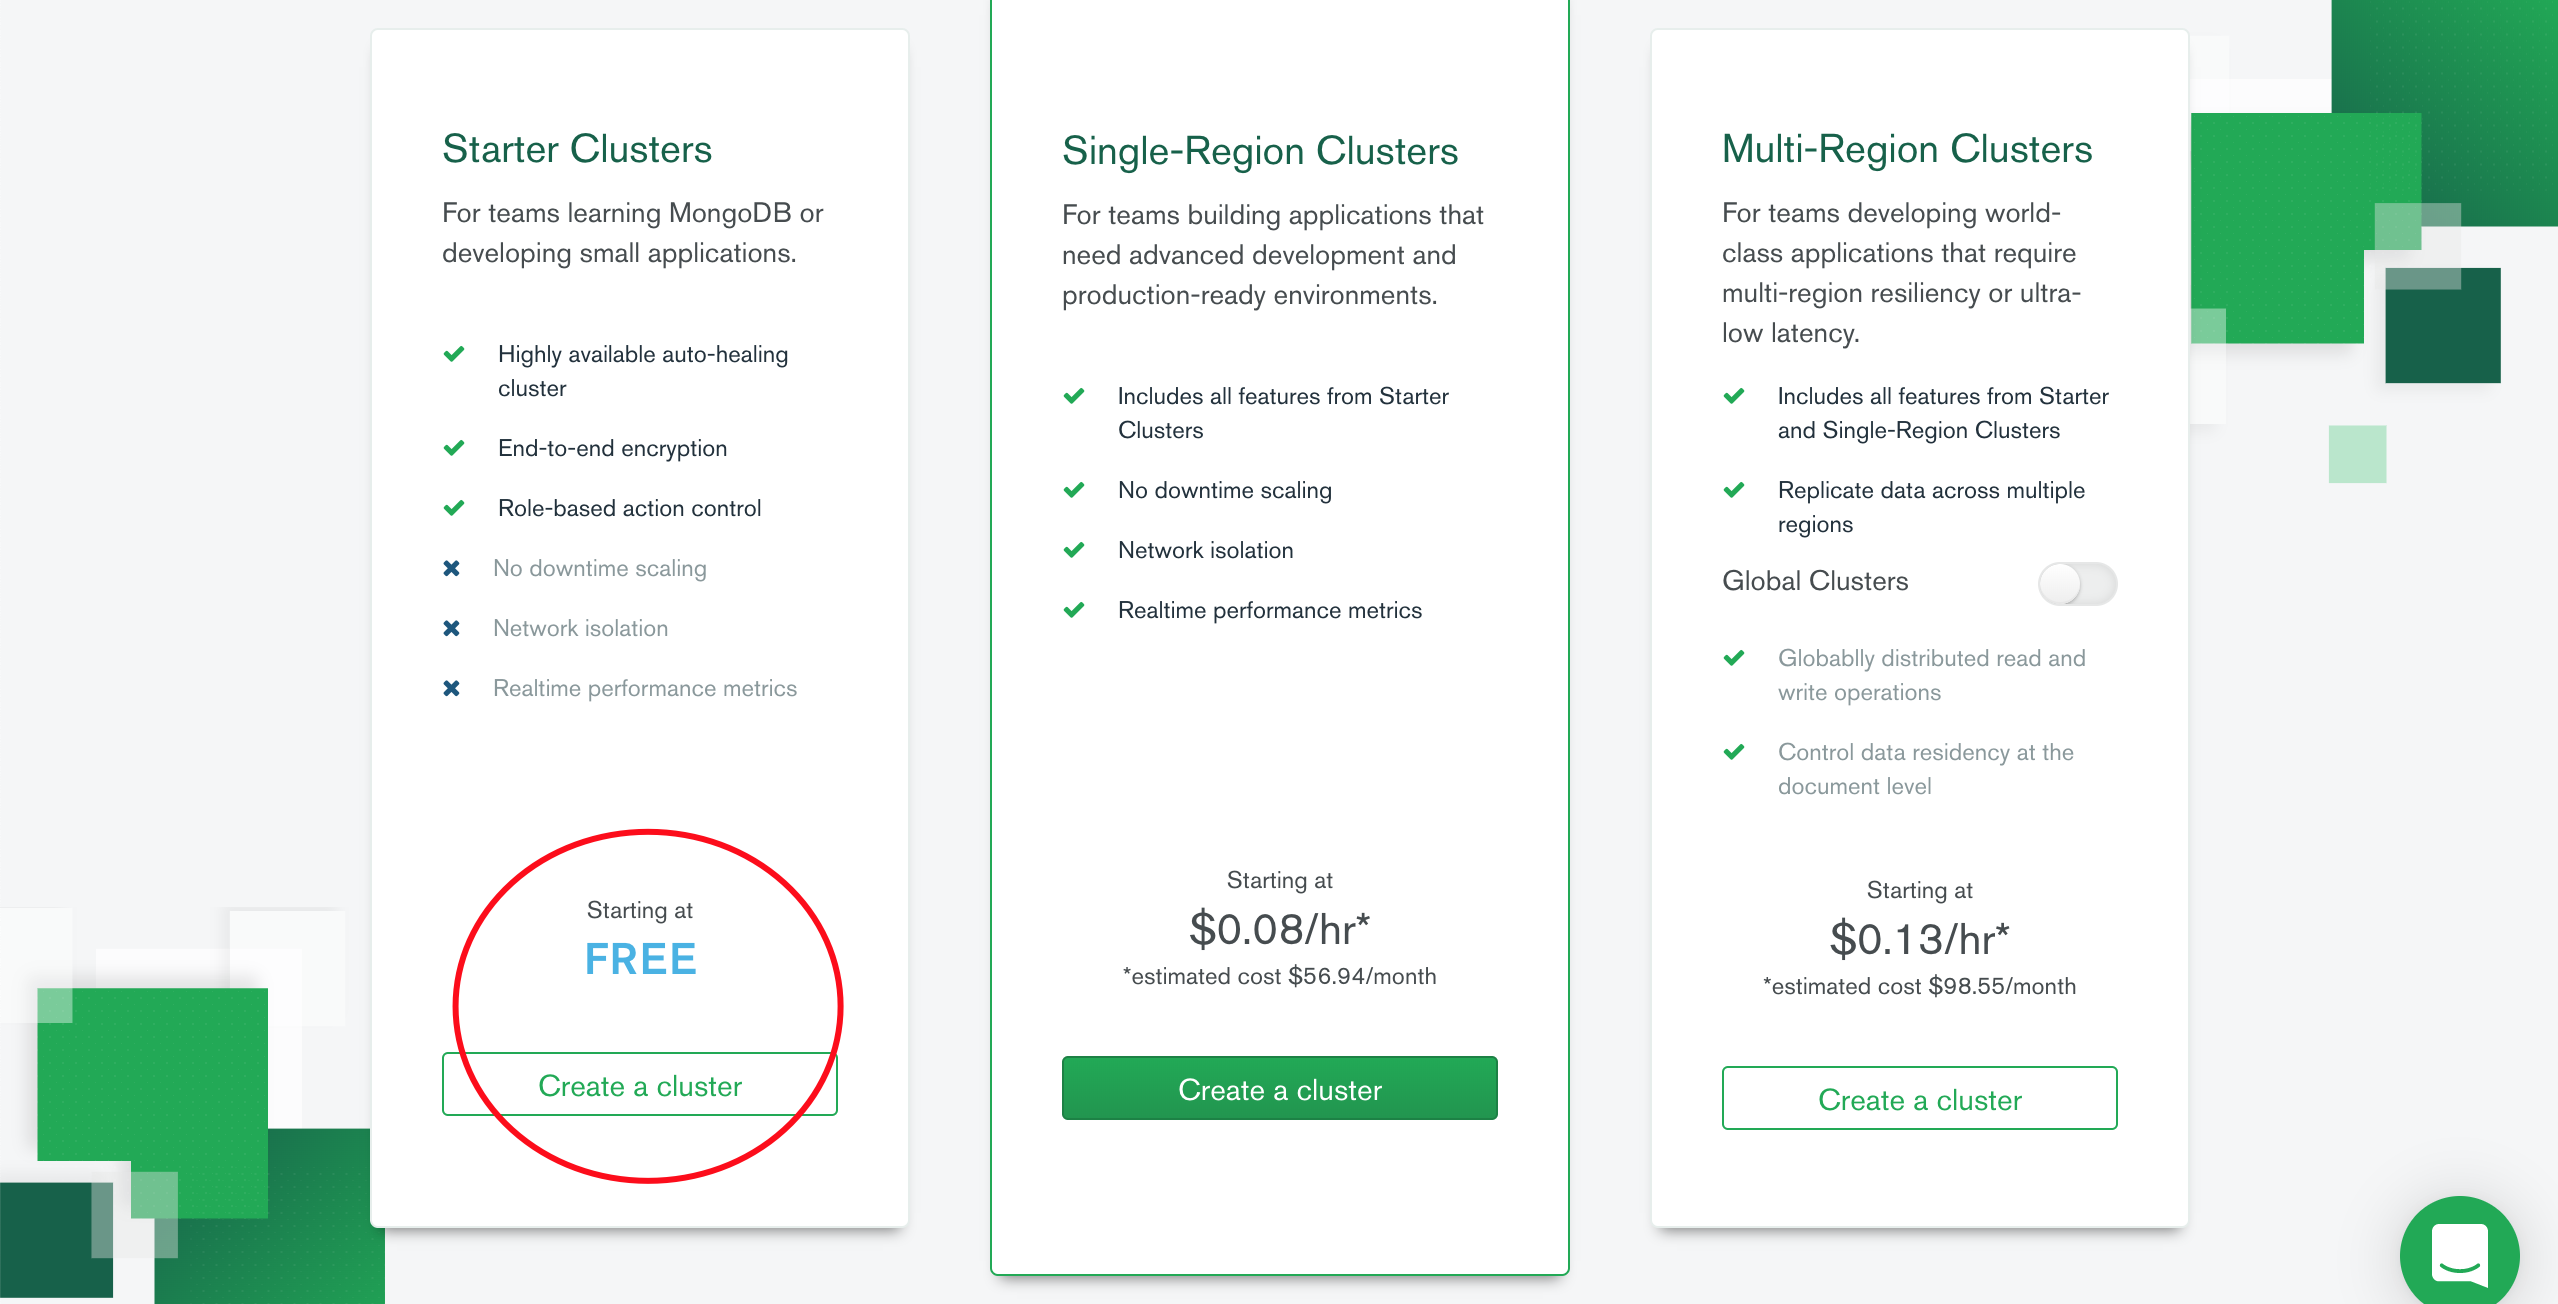 Starter Clusters
For teams learning MongoDB or
developing small applications.
Highly available auto-healing
cluster
End-to-end encryption
Role-based action control
No downtime scaling
Network isolation
Realtime performance metrics
Starting at
FREE
Create a cluster
Single-Region Clusters
For teams building applications that
need advanced development and
production-ready environments.
Includes all features from Starter
Clusters
No downtime scaling
Network isolation
Realtime performance metrics
Starting at
$0.08/hr*
*estimated cost $56.94/month
Create a cluster
Multi-Region Clusters
For teams developing world-
class applications that require
multi-region resiliency or ultra-
low latency.
Includes all features from Starter
and Single-Region Clusters
Replicate data across multiple
regions
Global Clusters
Globablly distributed read and
write operations
Control data residency at the
document level
Starting at
$0.13/hr*
*estimated cost $98.55/month
Create a cluster